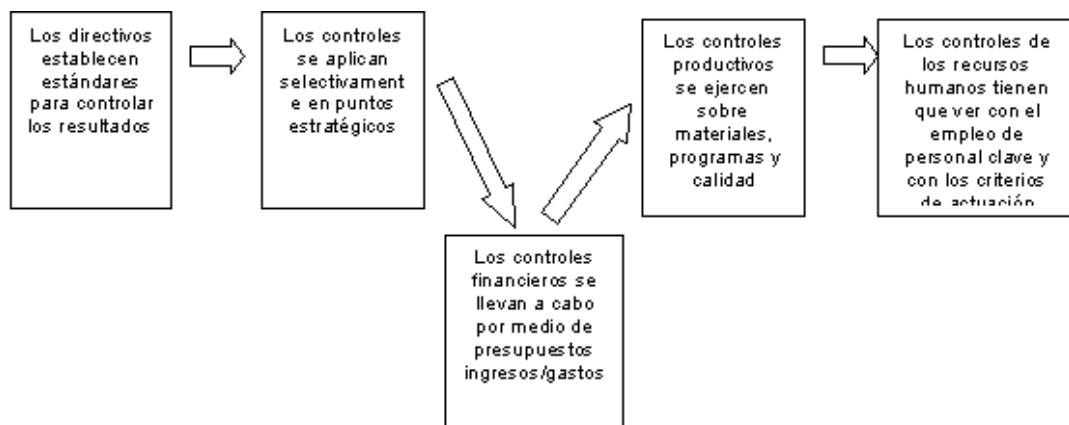 Los directivos
establecen
estándares
para controlar
los resultados
Los controles
se aplican
selectivament
e en puntos
estratégicos
Los controles
financieros se
llevan a cabo
por medio de
presupuestos
ingresos/gastos
Los controles
productivos
se ejercen
sobre
materiales,
programas y
calidad
Los controles de
los recursos
humanos tienen
que ver con el
empleo de
personal clave y
con los criterios
de actuación